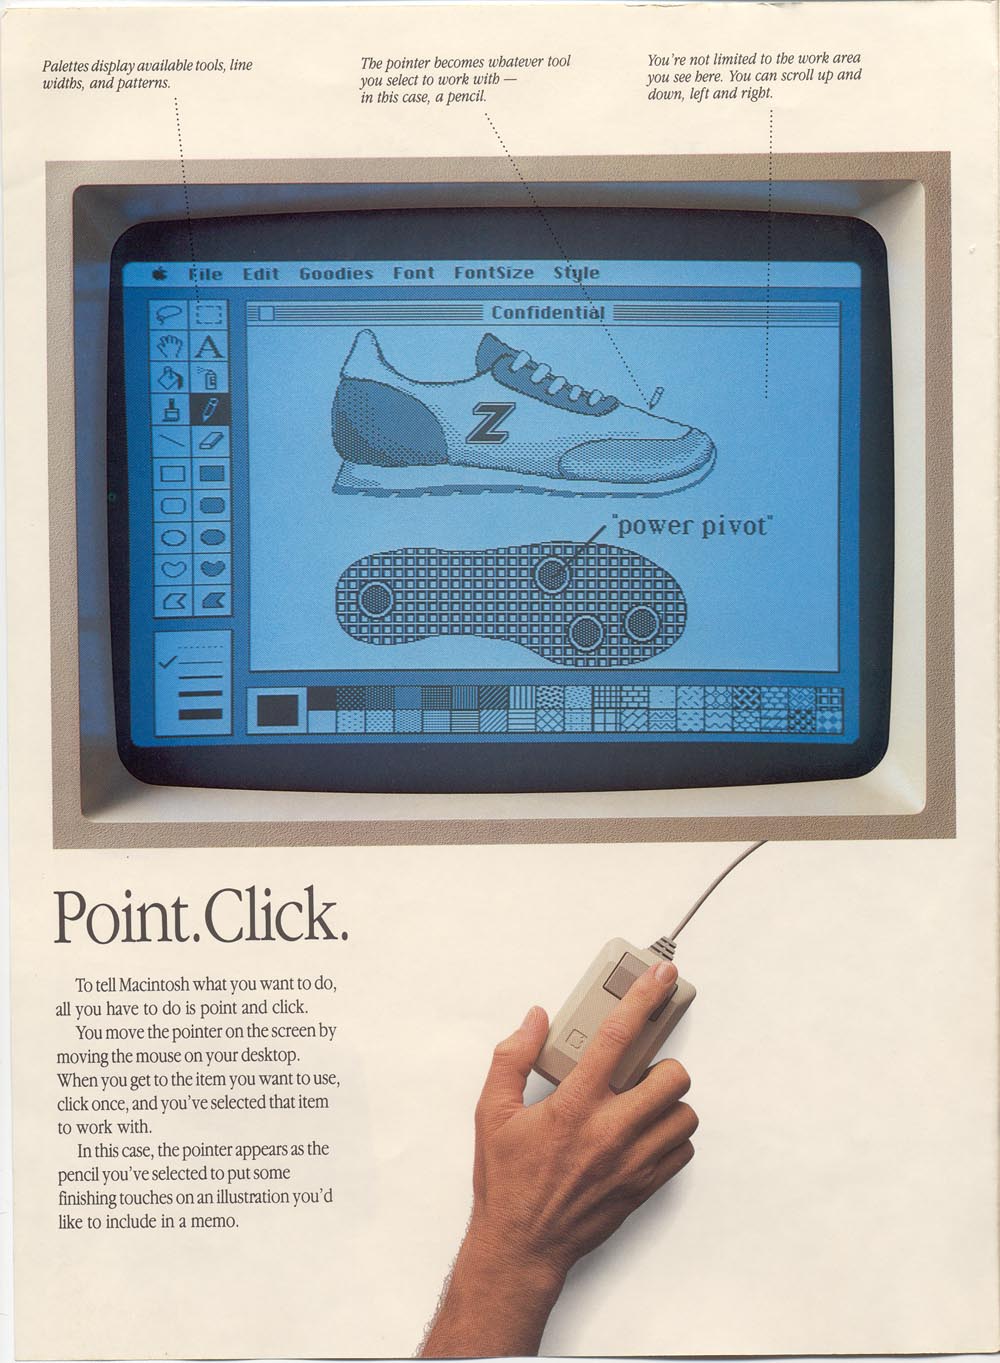 Palettes display available tools, line
widths, and patterns.
The pointer becomes whatever tool
you select to work with —
in this case, a pencil.
You're not limited to the work area
you see here. You can scroll up and
down, left and right.
File Edit Goodies Font FontSize Style
Confidential
A
Z
"power pivot"
Point. Click.
To tell Macintosh what you want to do,
all you have to do is point and click.
You move the pointer on the screen by
moving the mouse on your desktop.
When you get to the item you want to use,
click once, and you've selected that item
to work with.
In this case, the pointer appears as the
pencil you've selected to put some
finishing touches on an illustration you'd
like to include in a memo.